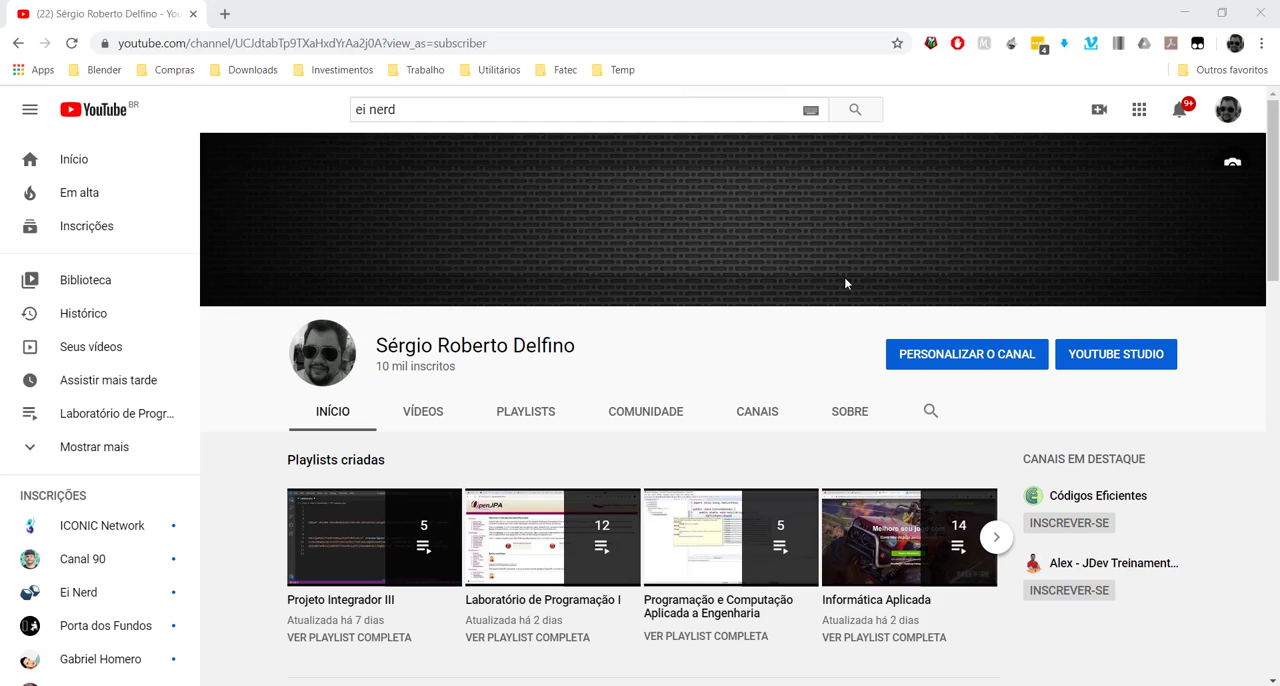 (22) Sérgio Roberto Delfino - You
youtube.com/channel/UCJdtabTp9TXaHxdYrAa2j0A?view_as=subscriber
4
Apps Blender Compras Downloads Investimentos Trabalho Utilitários Fatec Temp Outros favoritos
YouTube BR
ei nerd
9+
Início
Em alta
Inscrições
Biblioteca
Histórico
Seus vídeos
Assistir mais tarde
Laboratório de Progr...
Mostrar mais
INSCRIÇÕES
ICONIC Network
Canal 90
Ei Nerd
Porta dos Fundos
Gabriel Homero
Sérgio Roberto Delfino
10 mil inscritos
PERSONALIZAR O CANAL YOUTUBE STUDIO
INÍCIO VÍDEOS PLAYLISTS COMUNIDADE CANAIS SOBRE
Playlists criadas
5 12 5 14
OpenJPA
Melhore seu jo
Projeto Integrador III
Atualizada há 7 dias
VER PLAYLIST COMPLETA
Laboratório de Programação I
Atualizada há 2 dias
VER PLAYLIST COMPLETA
Programação e Computação
Aplicada a Engenharia
VER PLAYLIST COMPLETA
Informática Aplicada
Atualizada há 2 dias
VER PLAYLIST COMPLETA
CANAIS EM DESTAQUE
Códigos Eficientes
INSCREVER-SE
Alex - JDev Treinament...
INSCREVER-SE